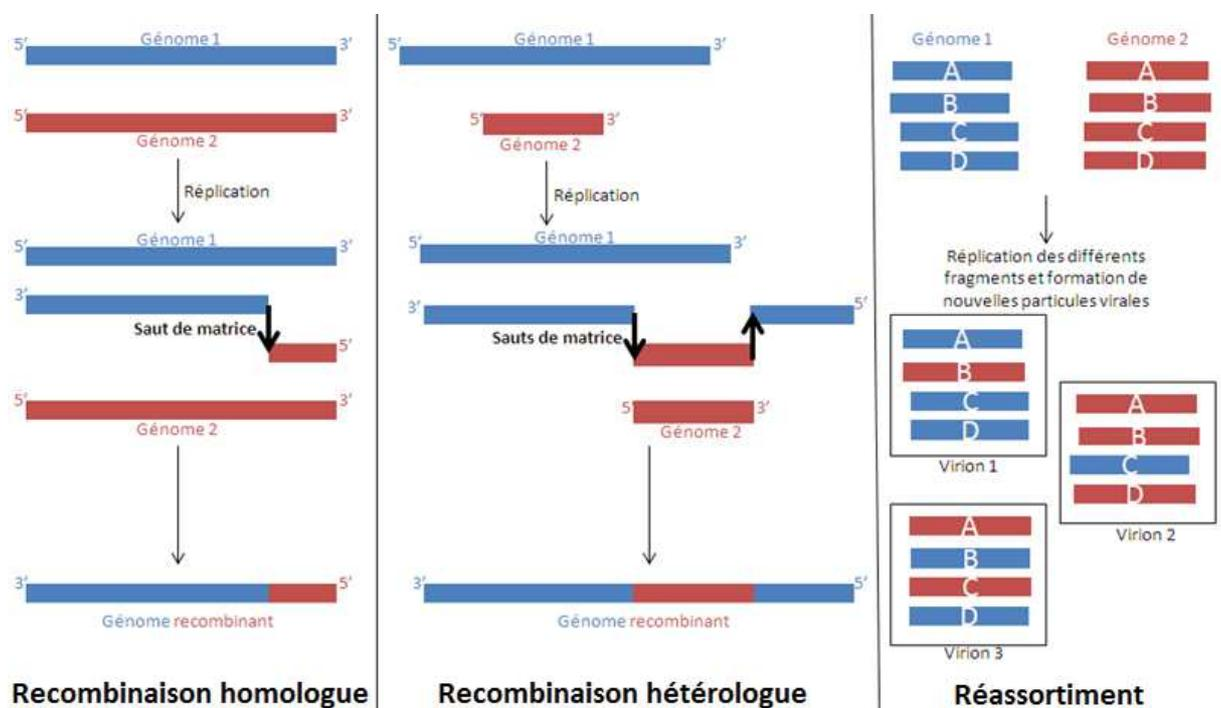 Génome 1
5’ 3’
5’ 3’
Génome 2
Réplication
Génome 1
5’ 3’
3’
Saut de matrice
5’
5’ 3’
Génome 2
3’ 5’
Génome recombinant
Recombinaison homologue
Génome 1
5’ 3’
5’ 3’
Génome 2
Réplication
Génome 1
5’ 3’
3’ 5’
Sauts de matrice
5’ 3’
Génome 2
3’ 5’
Génome recombinant
Recombinaison hétérologue
Génome 1 Génome 2
A A
B B
C C
D D
Réplication des différents
fragments et formation de
nouvelles particules virales
A
B
C
D
Virion 1
A
B
C
D
Virion 2
A
B
C
D
Virion 3
Réassortiment